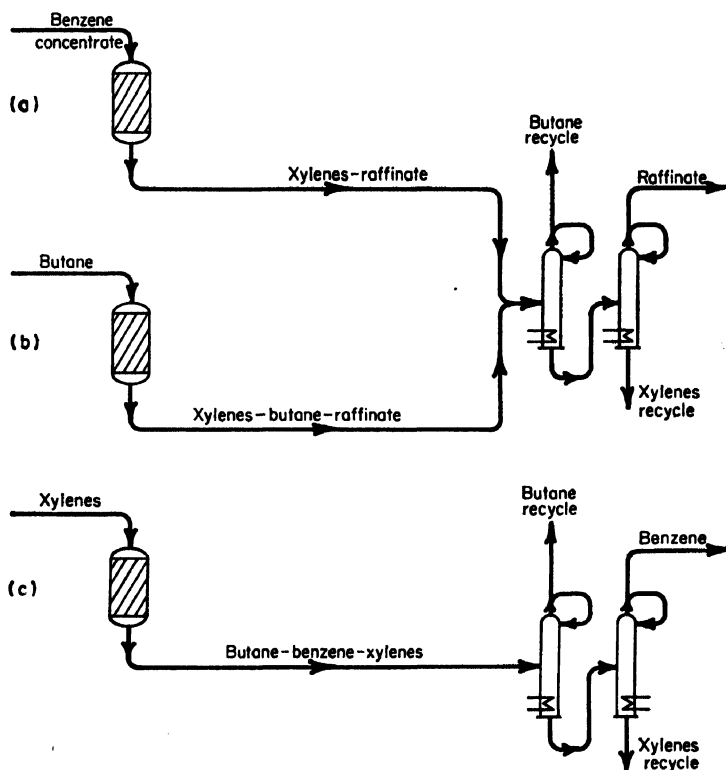 Benzene
concentrate
(a)
Butane
recycle
Xylenes-raffinate
Raffinate
Butane
(b)
Xylenes-butane-raffinate
Xylenes
recycle
Xylenes
Butane
recycle
Benzene
(c)
Butane-benzene-xylenes
Xylenes
recycle